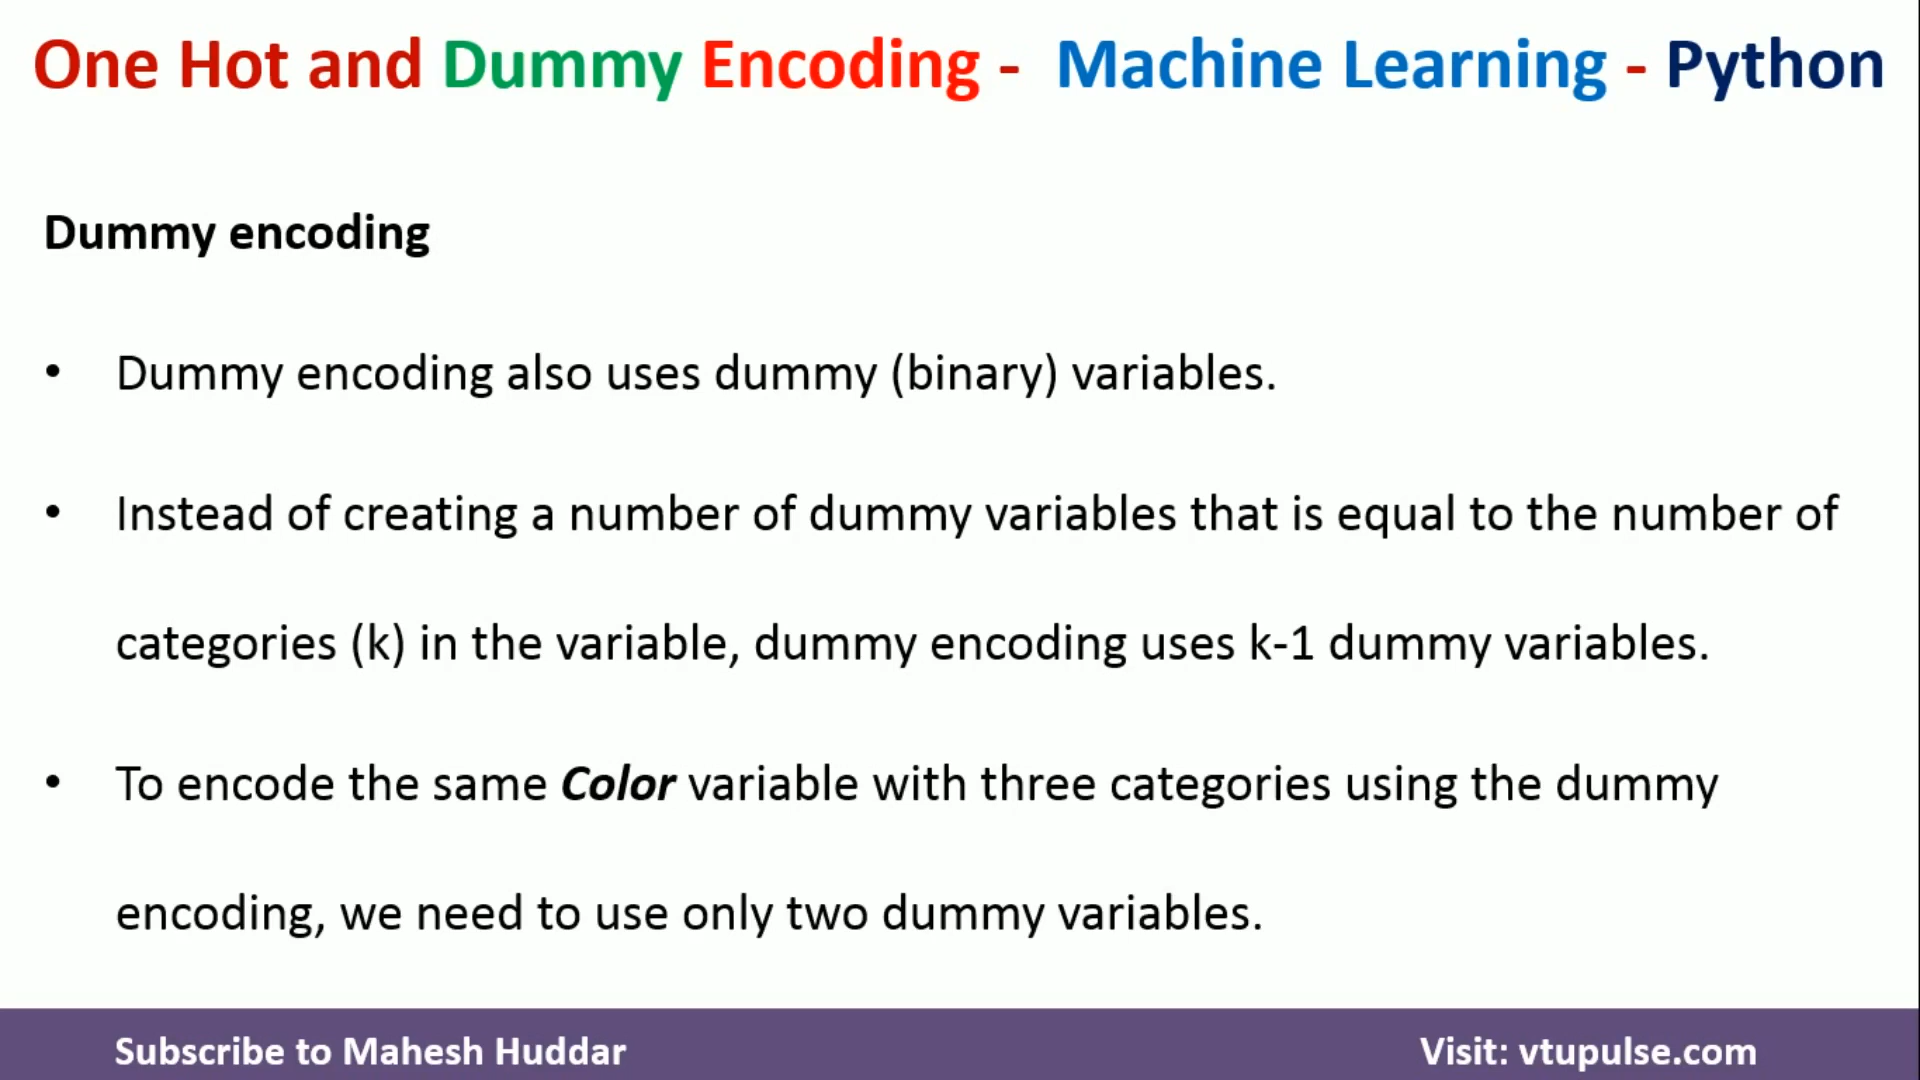 One Hot and Dummy Encoding - Machine Learning - Python
Dummy encoding
• Dummy encoding also uses dummy (binary) variables.
• Instead of creating a number of dummy variables that is equal to the number of
categories (k) in the variable, dummy encoding uses k-1 dummy variables.
• To encode the same Color variable with three categories using the dummy
encoding, we need to use only two dummy variables.
Subscribe to Mahesh Huddar Visit: vtupulse.com